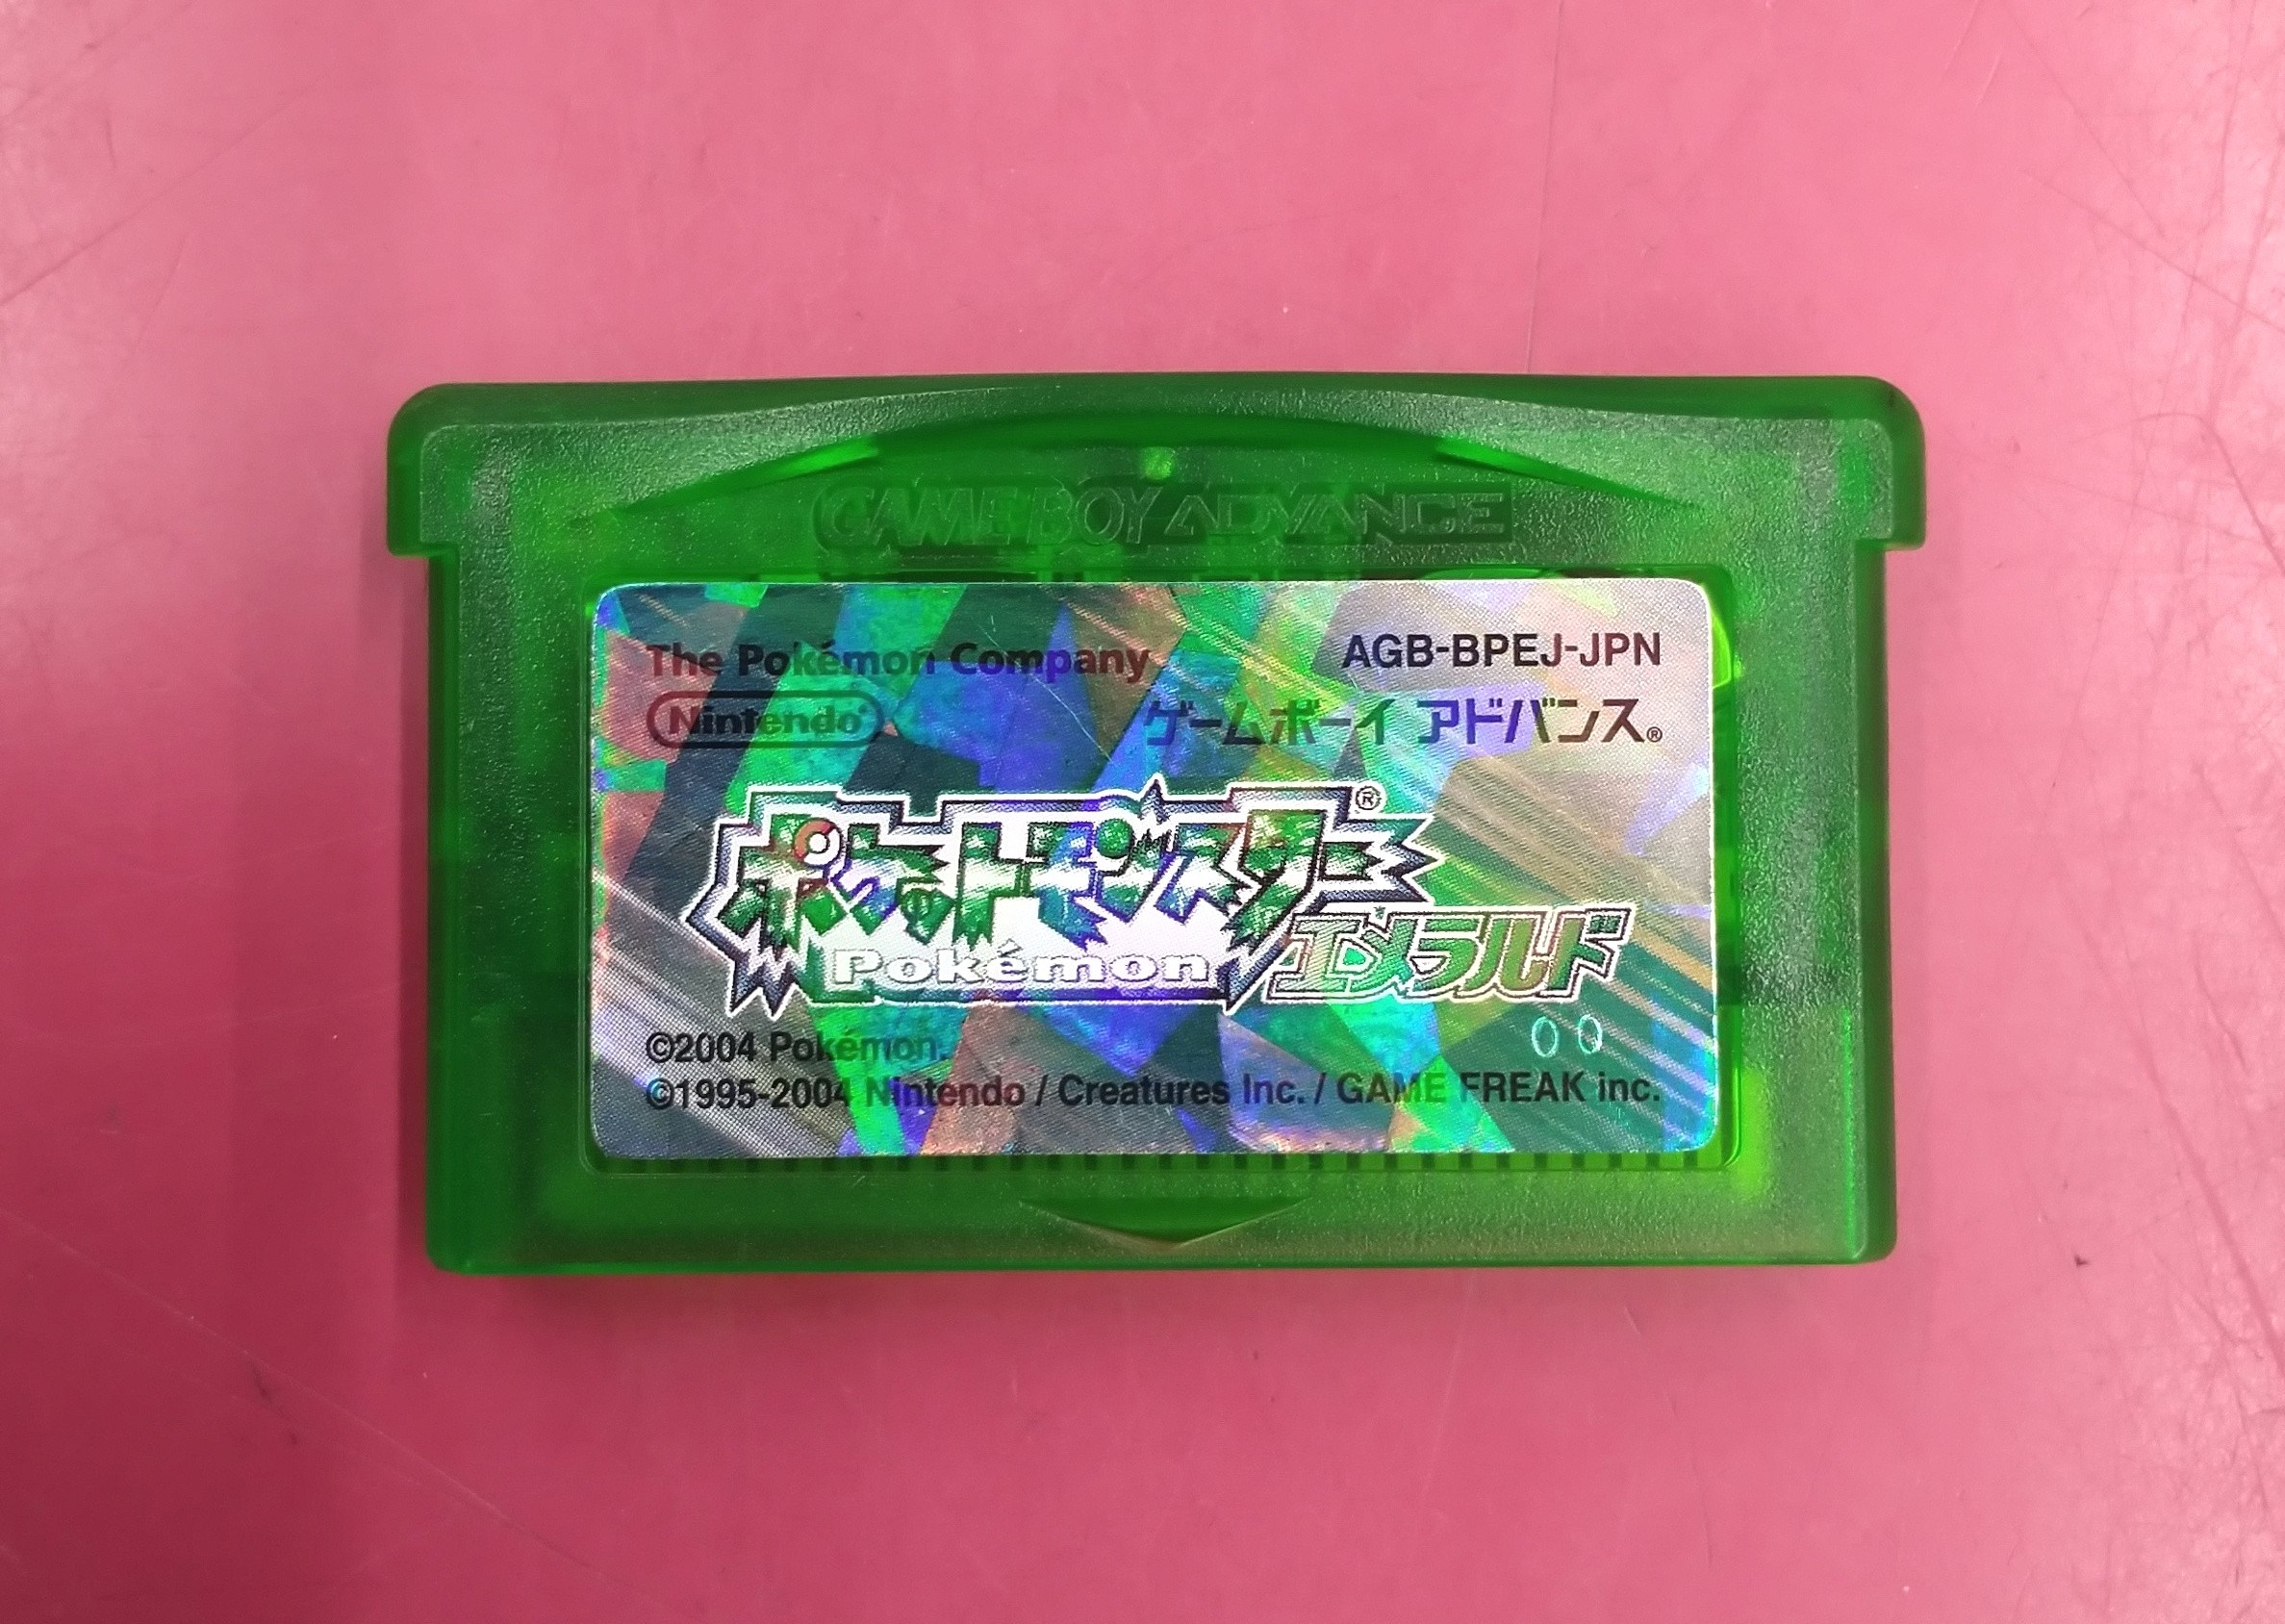 GAME BOY ADVANCE
The Pokémon Company
AGB-BPEJ-JPN
Nintendo®
ゲームボーイ アドバンス®
ポケットモンスター®
Pokémon
エメラルド
00
©2004 Pokémon.
©1995-2004 Nintendo / Creatures Inc. / GAME FREAK inc.